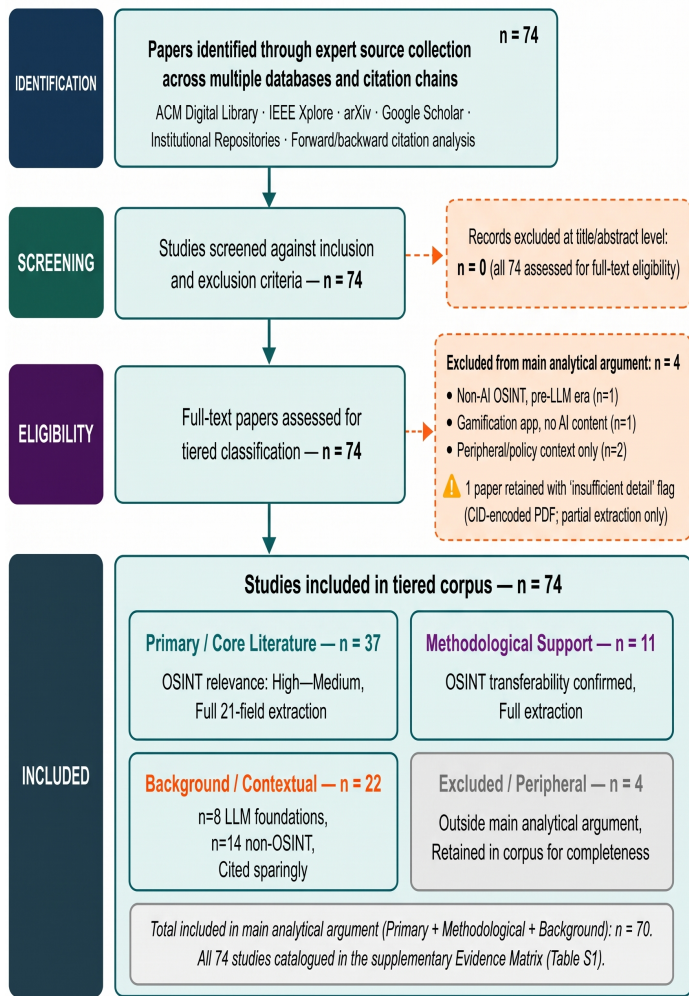 IDENTIFICATION
Papers identified through expert source collection
across multiple databases and citation chains
n = 74
ACM Digital Library · IEEE Xplore · arXiv · Google Scholar ·
Institutional Repositories · Forward/backward citation analysis
SCREENING
Studies screened against inclusion
and exclusion criteria — n = 74
Records excluded at title/abstract level:
n = 0 (all 74 assessed for full-text eligibility)
ELIGIBILITY
Full-text papers assessed for
tiered classification — n = 74
Excluded from main analytical argument: n = 4
• Non-AI OSINT, pre-LLM era (n=1)
• Gamification app, no AI content (n=1)
• Peripheral/policy context only (n=2)
⚠ 1 paper retained with ‘insufficient detail’ flag
(CID-encoded PDF; partial extraction only)
INCLUDED
Studies included in tiered corpus — n = 74
Primary / Core Literature — n = 37
OSINT relevance: High—Medium,
Full 21-field extraction
Methodological Support — n = 11
OSINT transferability confirmed,
Full extraction
Background / Contextual — n = 22
n=8 LLM foundations,
n=14 non-OSINT,
Cited sparingly
Excluded / Peripheral — n = 4
Outside main analytical argument,
Retained in corpus for completeness
Total included in main analytical argument (Primary + Methodological + Background): n = 70.
All 74 studies catalogued in the supplementary Evidence Matrix (Table S1).